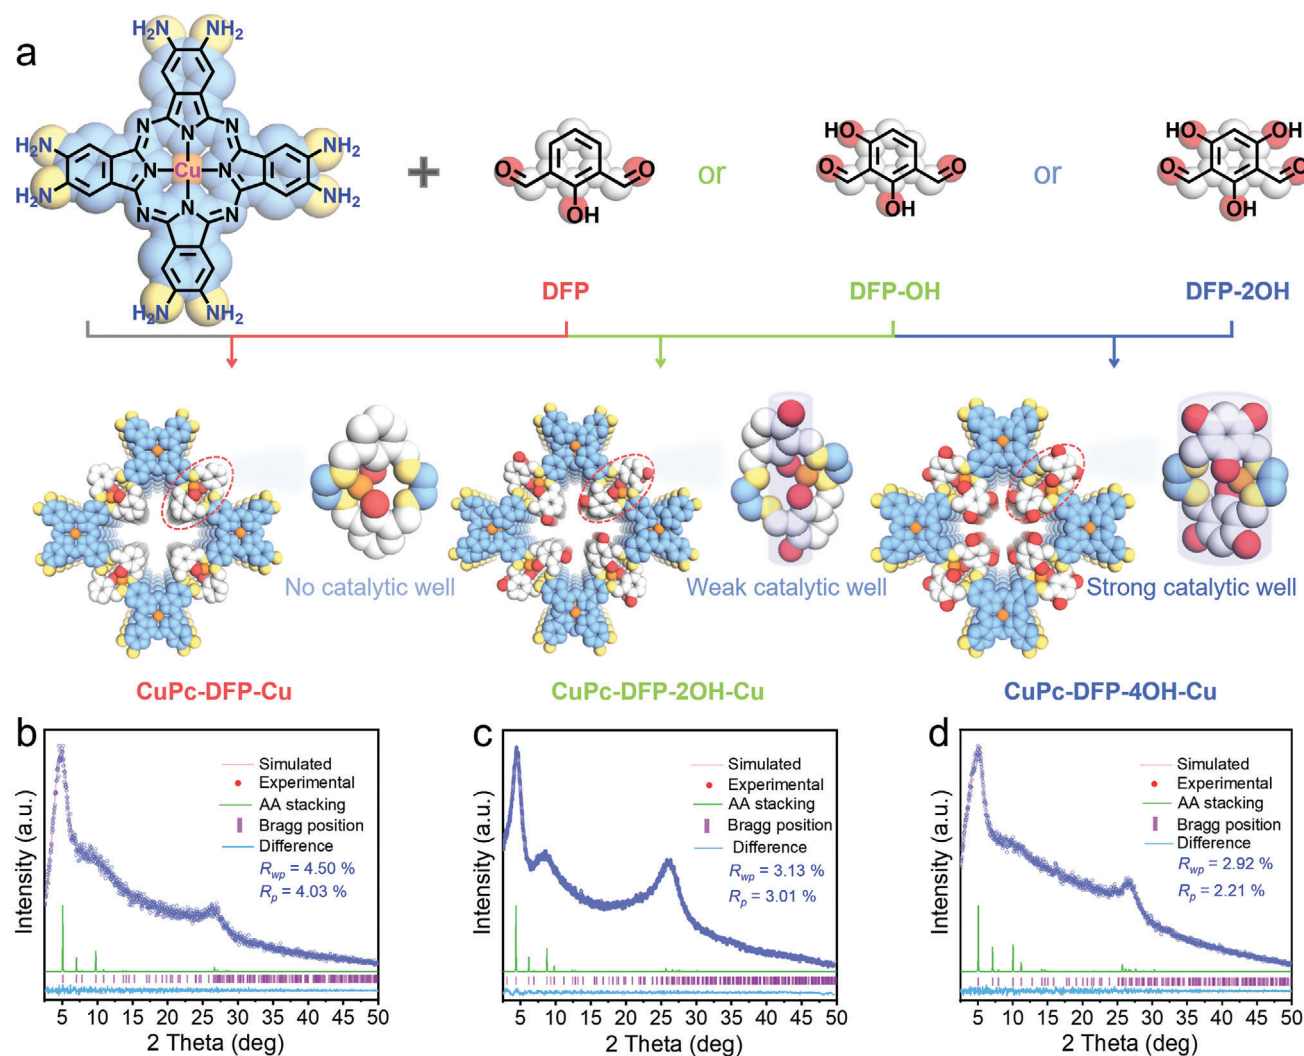 a
H₂N NH₂
H₂N NH₂
H₂N NH₂
H₂N NH₂
N N N
N Cu N
N N N
O O
OH
or
HO
O O
OH
or
HO OH
O O
OH
DFP
DFP-OH
DFP-2OH
No catalytic well
Weak catalytic well
Strong catalytic well
CuPc-DFP-Cu
CuPc-DFP-2OH-Cu
CuPc-DFP-4OH-Cu
b
Simulated
Experimental
AA stacking
Bragg position
Difference
Rwp = 4.50 %
Rp = 4.03 %
Intensity (a.u.)
5 10 15 20 25 30 35 40 45 50
2 Theta (deg)
c
Simulated
Experimental
AA stacking
Bragg position
Difference
Rwp = 3.13 %
Rp = 3.01 %
Intensity (a.u.)
5 10 15 20 25 30 35 40 45 50
2 Theta (deg)
d
Simulated
Experimental
AA stacking
Bragg position
Difference
Rwp = 2.92 %
Rp = 2.21 %
Intensity (a.u.)
5 10 15 20 25 30 35 40 45 50
2 Theta (deg)